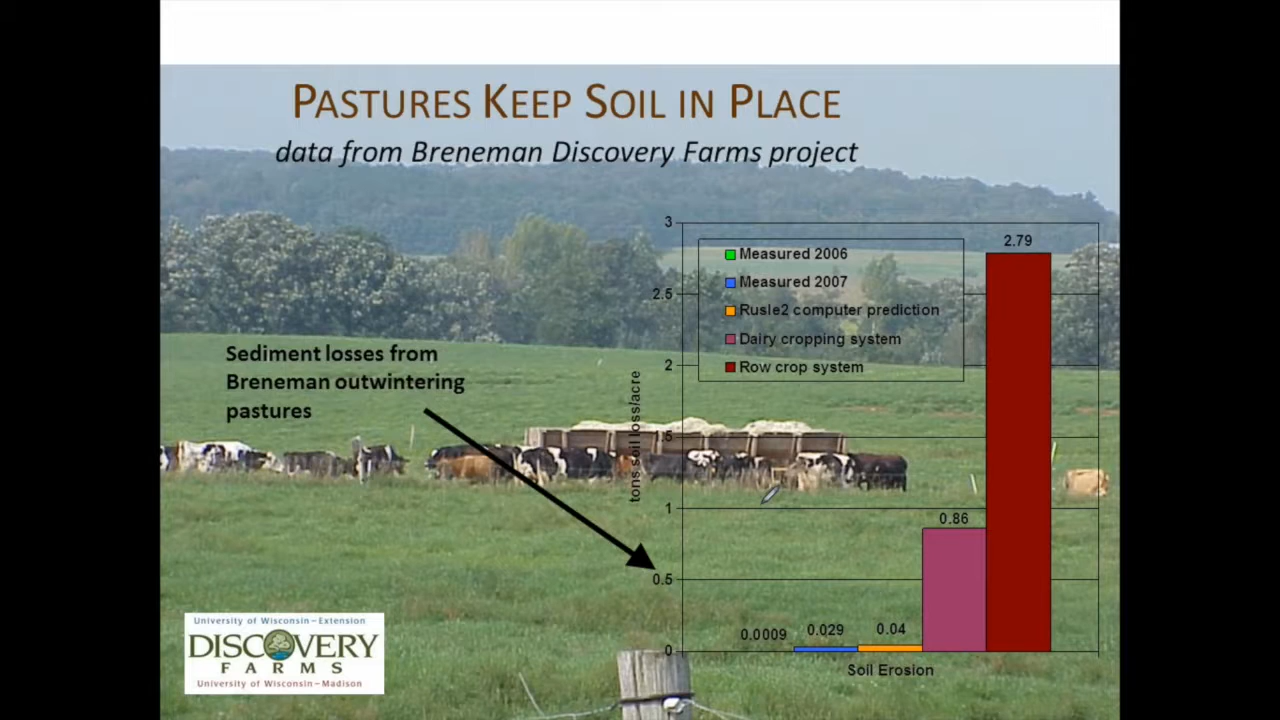 PASTURES KEEP SOIL IN PLACE
data from Breneman Discovery Farms project
Sediment losses from
Breneman outwintering
pastures
3
2.5
2
1.5
1
0.5
0
tons soil loss/acre
Measured 2006
Measured 2007
Rusle2 computer prediction
Dairy cropping system
Row crop system
0.0009
0.029
0.04
0.86
2.79
Soil Erosion
University of Wisconsin–Extension
DISCOVERY
FARMS
University of Wisconsin–Madison